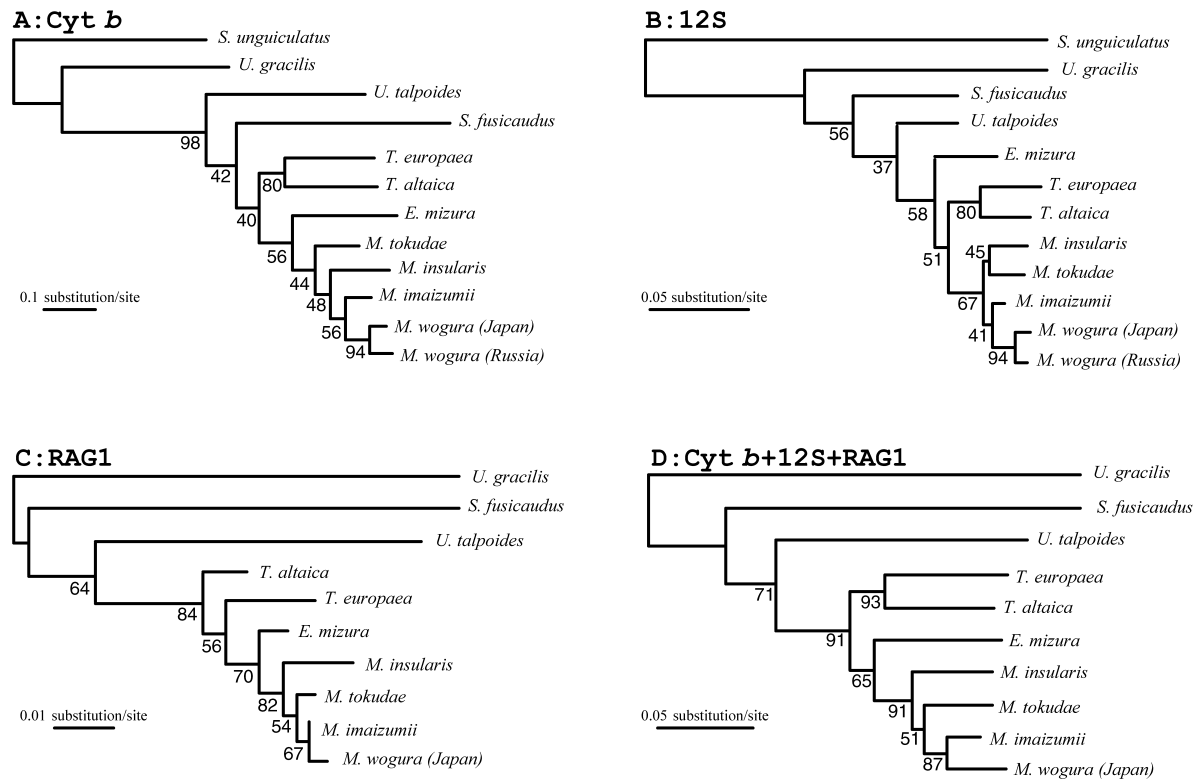 A:Cyt b
S. unguiculatus
U. gracilis
U. talpoides
98
S. fusicaudus
42
T. europaea
80
T. altaica
40
E. mizura
56
M. tokudae
44
M. insularis
48
M. imaizumii
56
M. wogura (Japan)
94
M. wogura (Russia)
0.1 substitution/site
B:12S
S. unguiculatus
U. gracilis
S. fusicaudus
56
U. talpoides
37
E. mizura
58
T. europaea
80
T. altaica
51
M. insularis
45
M. tokudae
67
M. imaizumii
41
M. wogura (Japan)
94
M. wogura (Russia)
0.05 substitution/site
C:RAG1
U. gracilis
S. fusicaudus
U. talpoides
64
T. altaica
84
T. europaea
56
E. mizura
70
M. insularis
82
M. tokudae
54
M. imaizumii
67
M. wogura (Japan)
0.01 substitution/site
D:Cyt b+12S+RAG1
U. gracilis
S. fusicaudus
U. talpoides
71
T. europaea
93
T. altaica
91
E. mizura
65
M. insularis
91
M. tokudae
51
M. imaizumii
87
M. wogura (Japan)
0.05 substitution/site